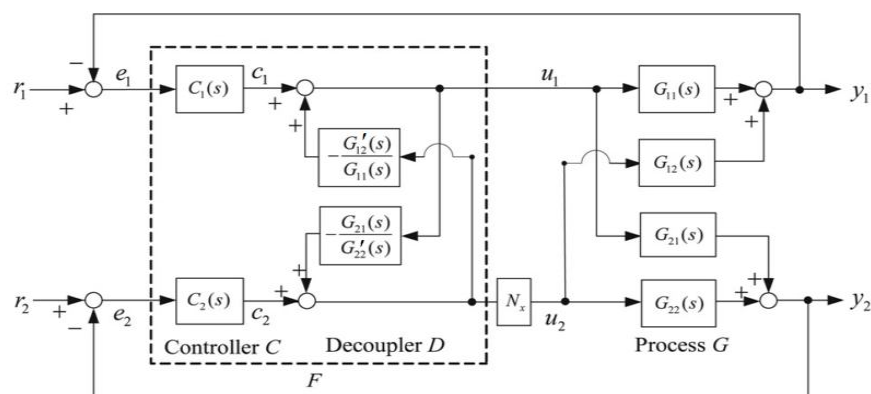 r₁
+
−
e₁
C₁(s)
c₁
+
+
−G′₁₂(s)/G₁₁(s)
−G₂₁(s)/G′₂₂(s)
+
+
r₂
+
−
e₂
C₂(s)
c₂
Controller C
Decoupler D
F
Nₓ
u₁
u₂
G₁₁(s)
G₁₂(s)
G₂₁(s)
G₂₂(s)
+
+
+
+
y₁
y₂
Process G